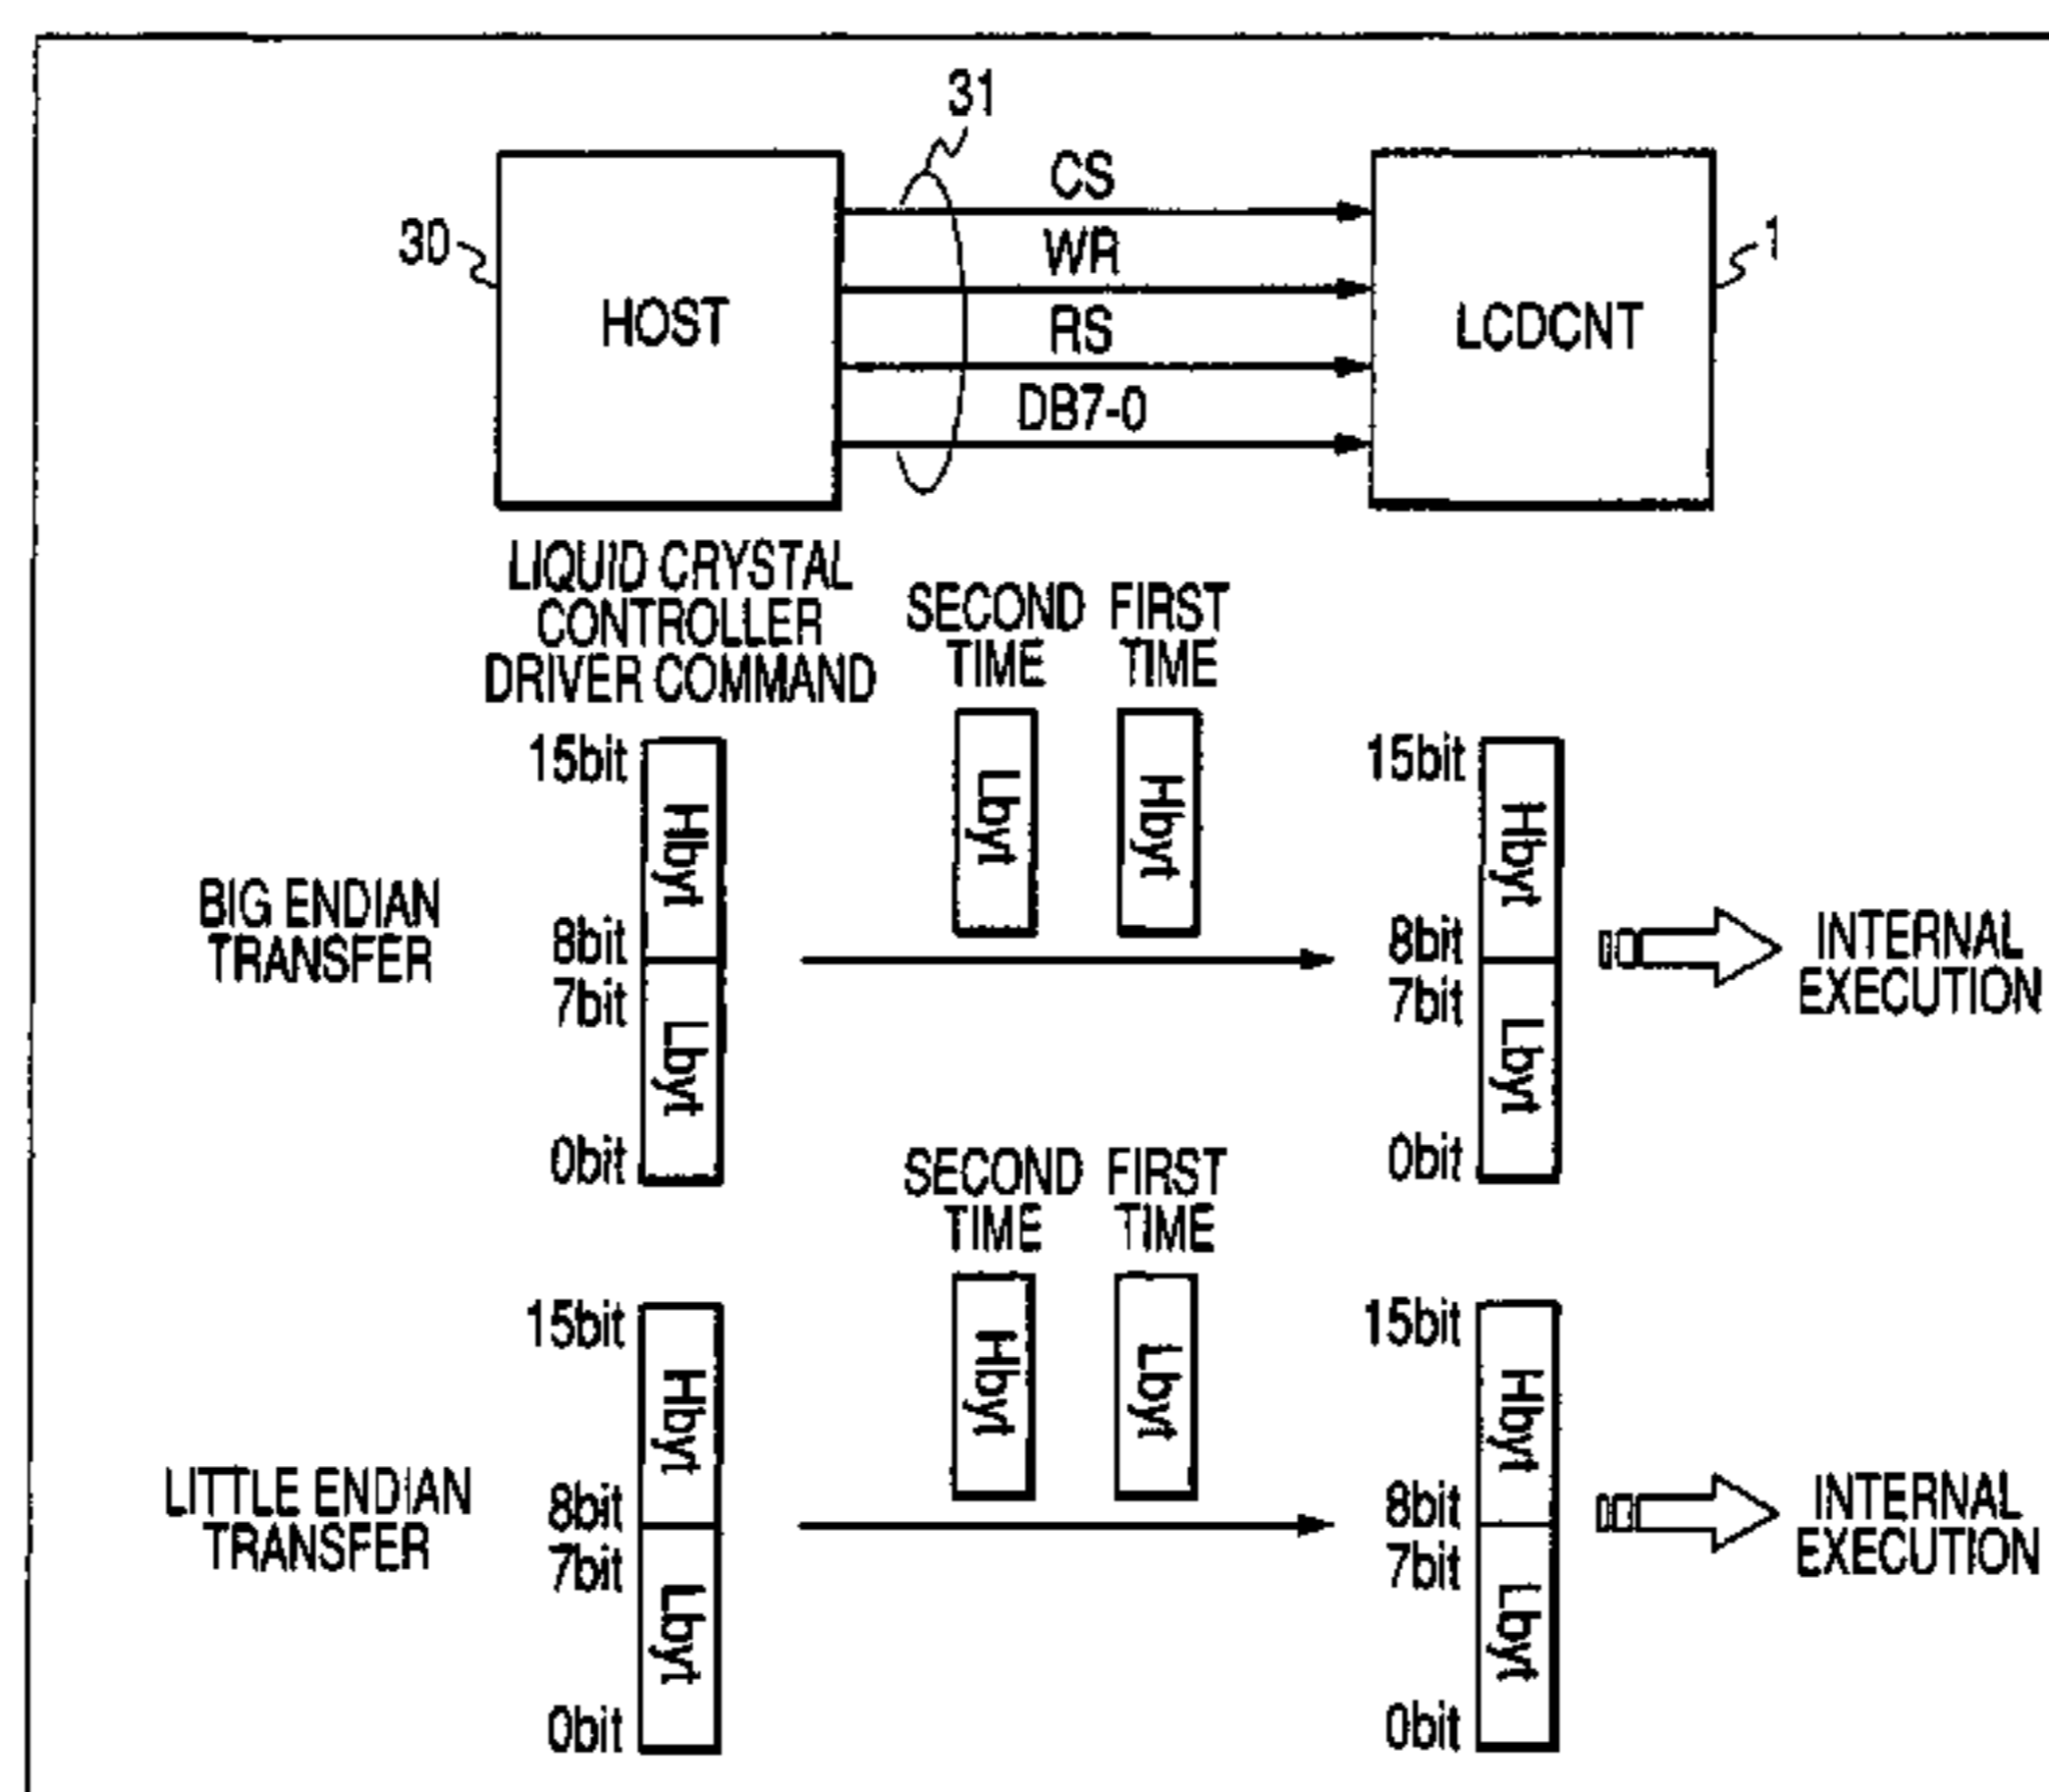 31
CS
30
WR
1
HOST
RS
LCDCNT
DB7-0
LIQUID CRYSTAL
CONTROLLER
DRIVER COMMAND
SECOND
TIME
FIRST
TIME
15bit
Hbyt
8bit
7bit
Lbyt
0bit
BIG ENDIAN
TRANSFER
Lbyt
Hbyt
15bit
Hbyt
8bit
7bit
Lbyt
0bit
INTERNAL
EXECUTION
SECOND
TIME
FIRST
TIME
15bit
Hbyt
8bit
7bit
Lbyt
0bit
LITTLE ENDIAN
TRANSFER
Hbyt
Lbyt
15bit
Hbyt
8bit
7bit
Lbyt
0bit
INTERNAL
EXECUTION